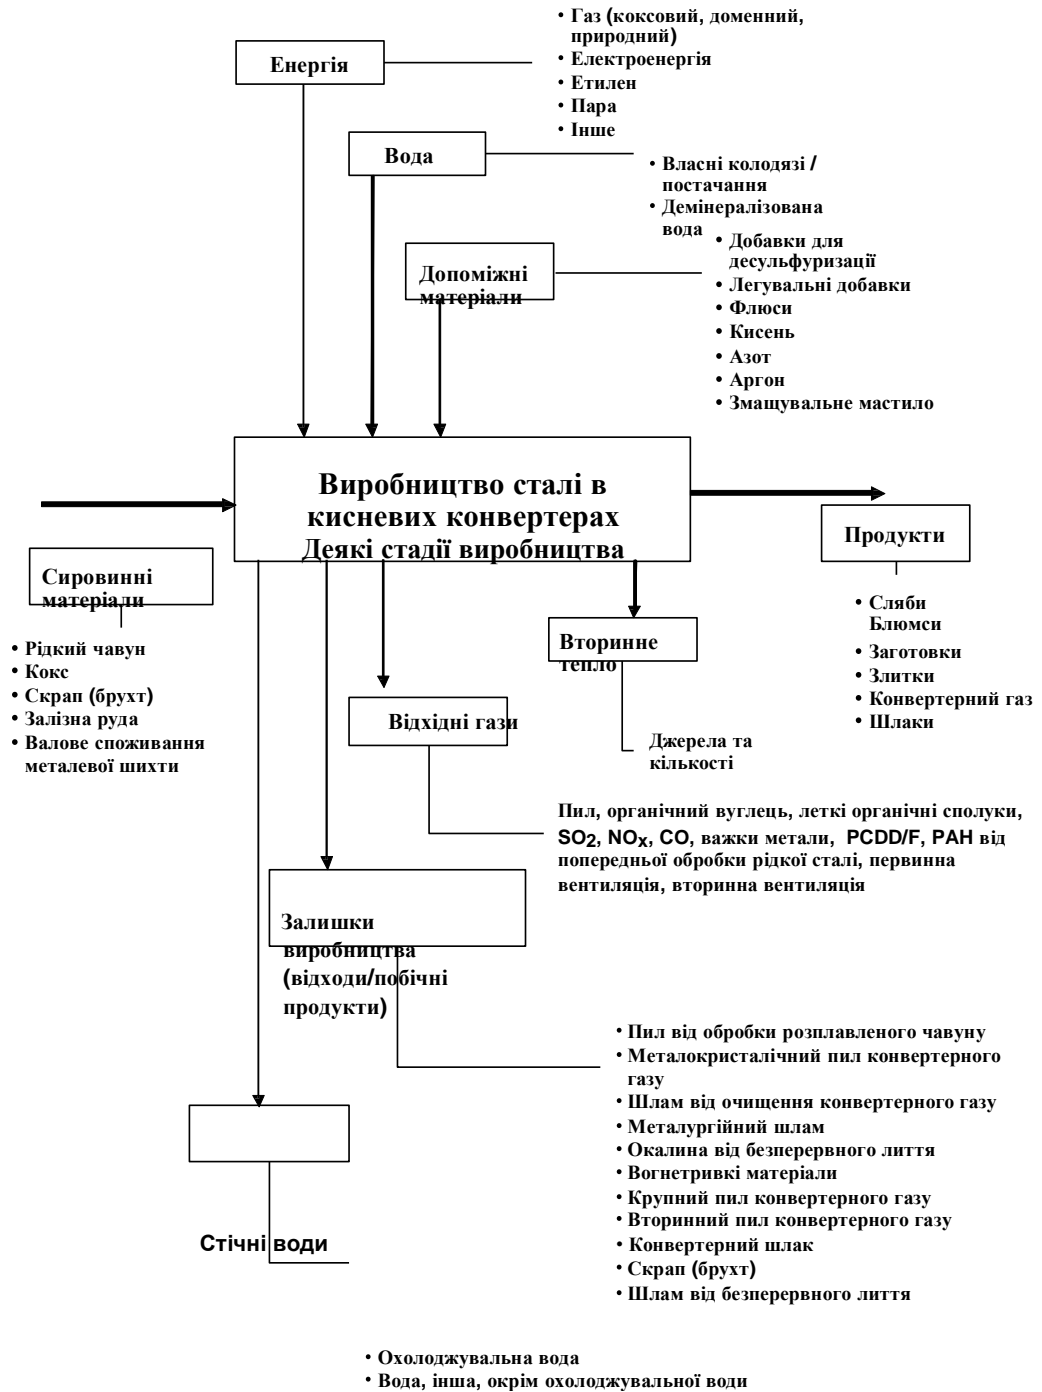 • Газ (коксовий, доменний,
природний)
• Електроенергія
• Етилен
• Пара
• Інше
Енергія
Вода
• Власні колодязі /
постачання
• Демінералізована
вода
Допоміжні
матеріали
• Добавки для
десульфуризації
• Легувальні добавки
• Флюси
• Кисень
• Азот
• Аргон
• Змащувальне мастило
Виробництво сталі в
кисневих конвертерах
Деякі стадії виробництва
Сировинні
матеріали
• Рідкий чавун
• Кокс
• Скрап (брухт)
• Залізна руда
• Валове споживання
металевої шихти
Продукти
• Сляби
Блюмси
• Заготовки
• Злитки
• Конвертерний газ
• Шлаки
Вторинне
тепло
Джерела та
кількості
Відхідні гази
Пил, органічний вуглець, леткі органічні сполуки,
SO2, NOx, CO, важки метали, PCDD/F, PAH від
попередньої обробки рідкої сталі, первинна
вентиляція, вторинна вентиляція
Залишки
виробництва
(відходи/побічні
продукти)
• Пил від обробки розплавленого чавуну
• Металокристалічний пил конвертерного
газу
• Шлам від очищення конвертерного газу
• Металургійний шлам
• Окалина від безперервного лиття
• Вогнетривкі матеріали
• Крупний пил конвертерного газу
• Вторинний пил конвертерного газу
• Конвертерний шлак
• Скрап (брухт)
• Шлам від безперервного лиття
Стічні води
• Охолоджувальна вода
• Вода, інша, окрім охолоджувальної води